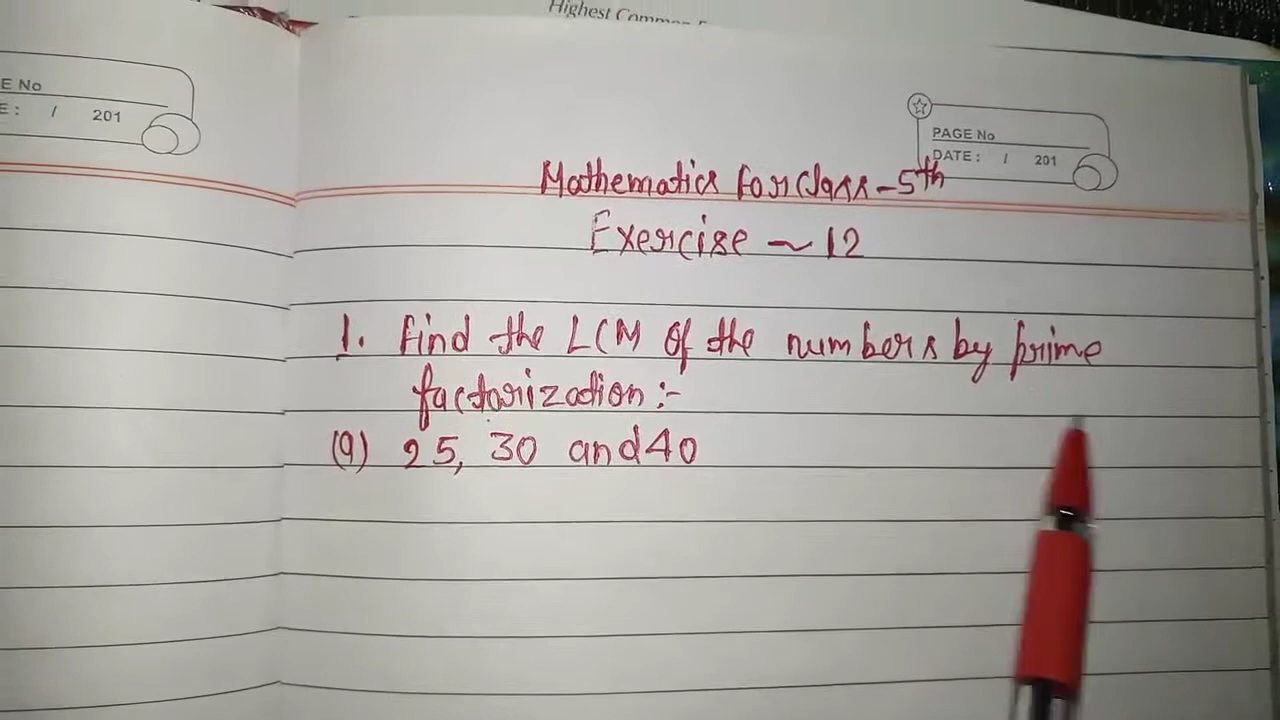 Highest Common
E No
E : / 201
PAGE No
DATE : / 201
Mathematics for class - 5th
Exercise ~ 12
1. Find the LCM of the numbers by prime
factorization :-
(a) 25, 30 and 40